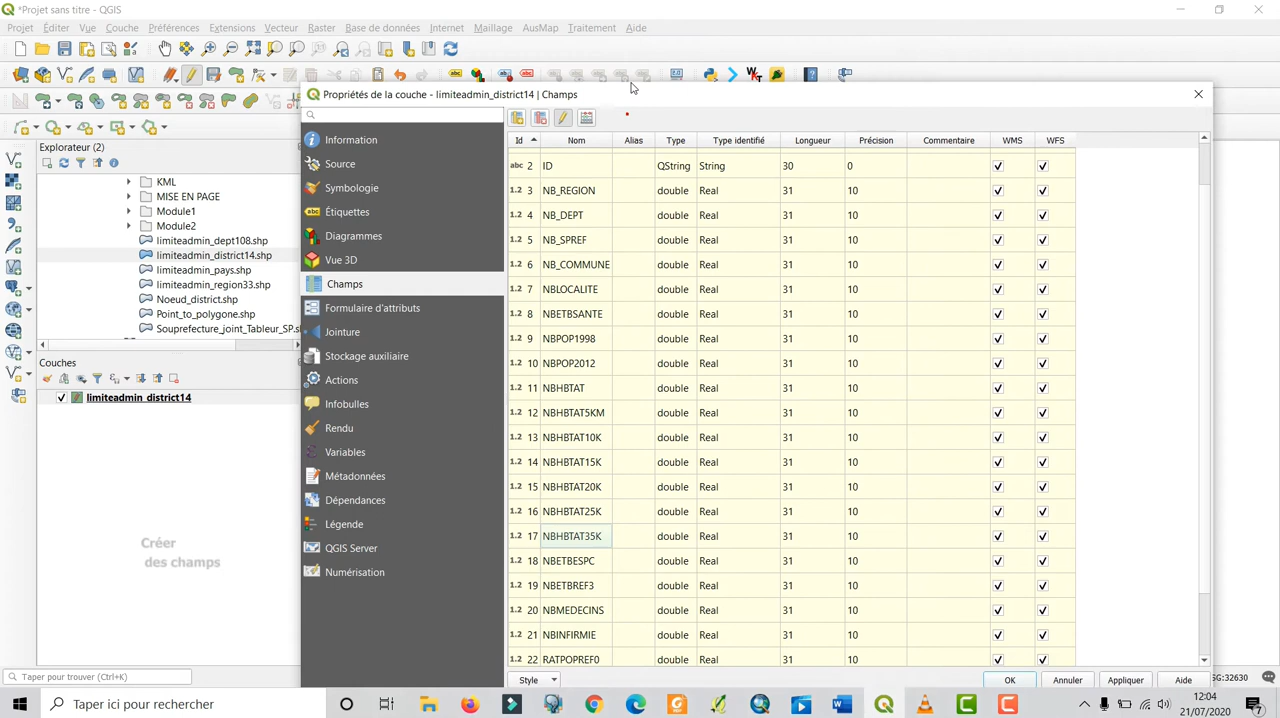 *Projet sans titre - QGIS
Projet Éditer Vue Couche Préférences Extensions Vecteur Raster Base de données Internet Maillage AusMap Traitement Aide
Propriétés de la couche - limiteadmin_district14 | Champs
Explorateur (2)
KML
MISE EN PAGE
Module1
Module2
limiteadmin_dept108.shp
limiteadmin_district14.shp
limiteadmin_pays.shp
limiteadmin_region33.shp
Noeud_district.shp
Point_to_polygone.shp
Souprefecture_joint_Tableur_SP.s
Couches
limiteadmin_district14
Créer
des champs
Taper pour trouver (Ctrl+K)
Information
Source
Symbologie
Étiquettes
Diagrammes
Vue 3D
Champs
Formulaire d'attributs
Jointure
Stockage auxiliaire
Actions
Infobulles
Rendu
Variables
Métadonnées
Dépendances
Légende
QGIS Server
Numérisation
Id Nom Alias Type Type identifié Longueur Précision Commentaire WMS WFS
abc 2 ID QString String 30 0
1.2 3 NB_REGION double Real 31 10
1.2 4 NB_DEPT double Real 31 10
1.2 5 NB_SPREF double Real 31 10
1.2 6 NB_COMMUNE double Real 31 10
1.2 7 NBLOCALITE double Real 31 10
1.2 8 NBETBSANTE double Real 31 10
1.2 9 NBPOP1998 double Real 31 10
1.2 10 NBPOP2012 double Real 31 10
1.2 11 NBHBTAT double Real 31 10
1.2 12 NBHBTAT5KM double Real 31 10
1.2 13 NBHBTAT10K double Real 31 10
1.2 14 NBHBTAT15K double Real 31 10
1.2 15 NBHBTAT20K double Real 31 10
1.2 16 NBHBTAT25K double Real 31 10
1.2 17 NBHBTAT35K double Real 31 10
1.2 18 NBETBESPC double Real 31 10
1.2 19 NBETBREF3 double Real 31 10
1.2 20 NBMEDECINS double Real 31 10
1.2 21 NBINFIRMIE double Real 31 10
1.2 22 RATPOPREF0 double Real 31 10
Style OK Annuler Appliquer Aide
SG:32630
Taper ici pour rechercher
12:04
21/07/2020